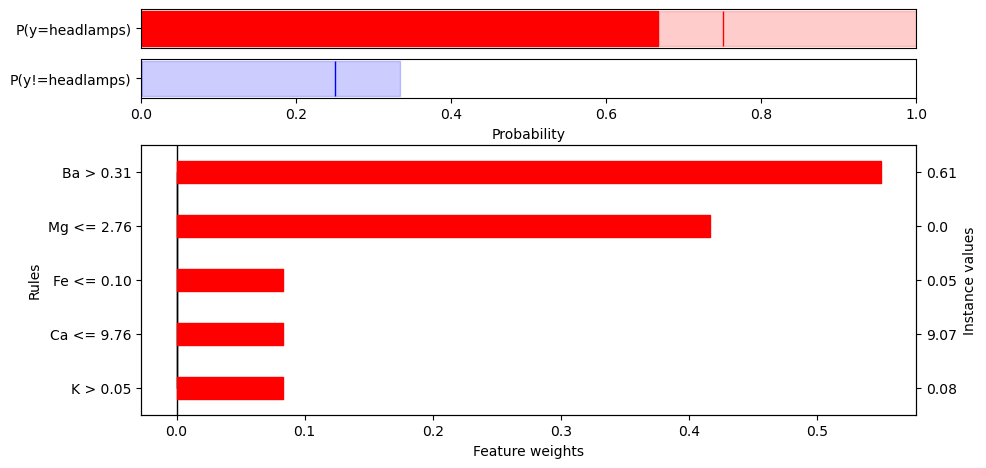 P(y=headlamps)
P(y!=headlamps)
0.0 0.2 0.4 0.6 0.8 1.0
Probability
Rules
Ba > 0.31 0.61
Mg <= 2.76 0.0
Fe <= 0.10 0.05
Ca <= 9.76 9.07
K > 0.05 0.08
Instance values
0.0 0.1 0.2 0.3 0.4 0.5
Feature weights